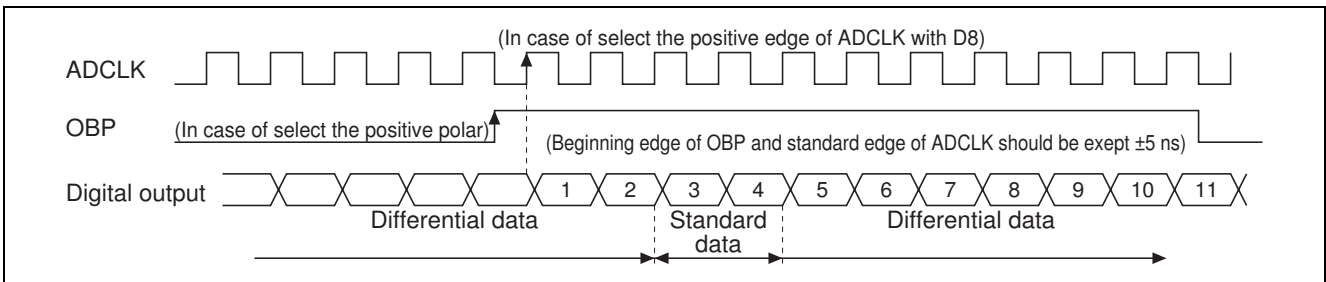 (In case of select the positive edge of ADCLK with D8)
ADCLK
OBP
(In case of select the positive polar)
(Beginning edge of OBP and standard edge of ADCLK should be exept ±5 ns)
Digital output
1 2 3 4 5 6 7 8 9 10 11
Differential data
Standard
data
Differential data